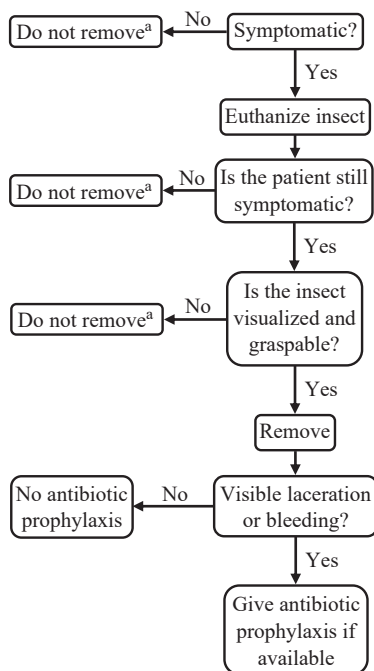 Do not remove^a
No
Symptomatic?
Yes
Euthanize insect
Do not remove^a
No
Is the patient still
symptomatic?
Yes
Do not remove^a
No
Is the insect
visualized and
graspable?
Yes
Remove
No antibiotic
prophylaxis
No
Visible laceration
or bleeding?
Yes
Give antibiotic
prophylaxis if
available